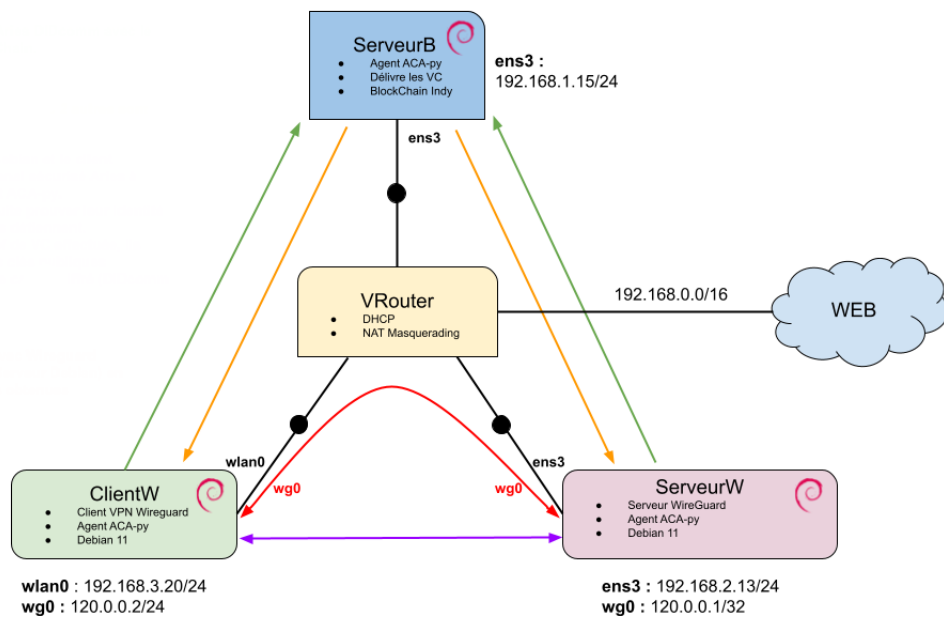 ServeurB
Agent ACA-py
Délivre les VC
BlockChain Indy
ens3 :
192.168.1.15/24
ens3
VRouter
DHCP
NAT Masquerading
192.168.0.0/16
WEB
wlan0
ens3
wg0
wg0
ClientW
Client VPN Wireguard
Agent ACA-py
Debian 11
ServeurW
Serveur WireGuard
Agent ACA-py
Debian 11
wlan0 : 192.168.3.20/24
wg0 : 120.0.0.2/24
ens3 : 192.168.2.13/24
wg0 : 120.0.0.1/32